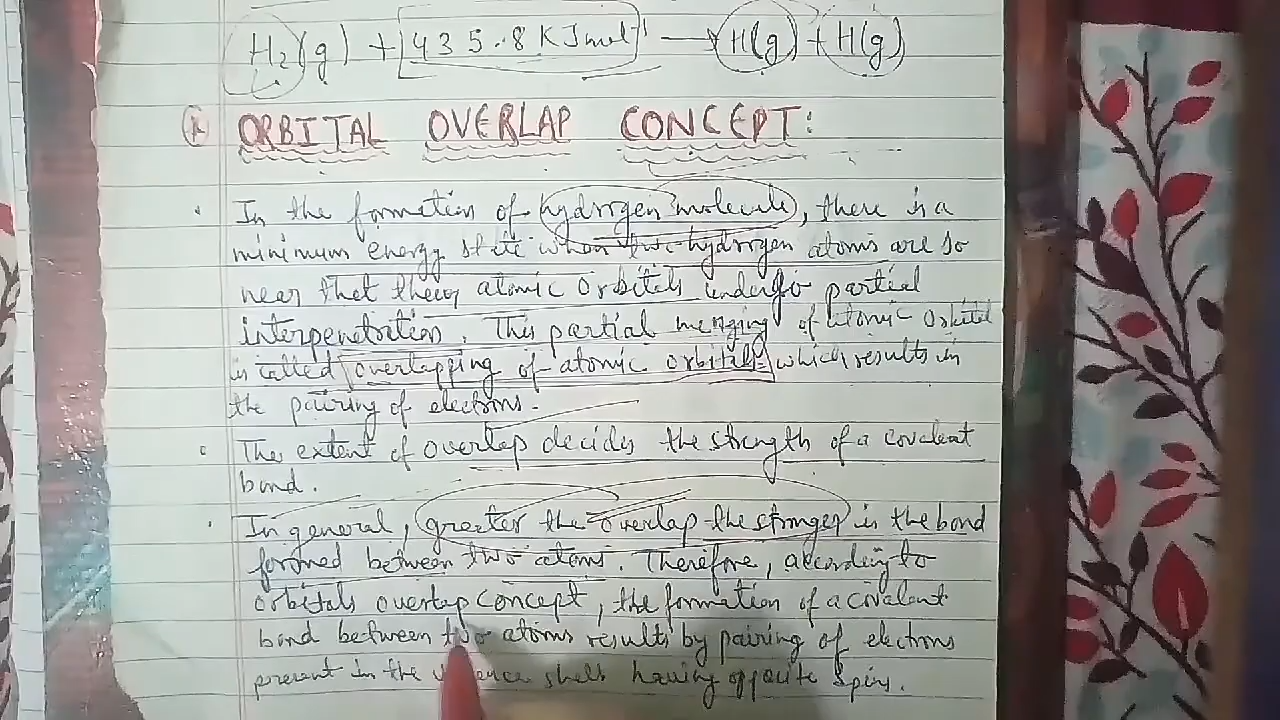 H₂(g) + 435.8 KJmol⁻¹ → H(g) + H(g)
ORBITAL OVERLAP CONCEPT:
In the formation of hydrogen molecule, there is a
minimum energy state when two hydrogen atoms are so
near that their atomic orbitals undergo partial
interpenetration. This partial merging of atomic orbital
is called overlapping of atomic orbitals which results in
the pairing of electrons.
The extent of overlap decides the strength of a covalent
bond.
In general, greater the overlap the stronger is the bond
formed between two atoms. Therefore, according to
orbitals overlap concept, the formation of a covalent
bond between two atoms results by pairing of electrons
present in the shell having opposite spins.